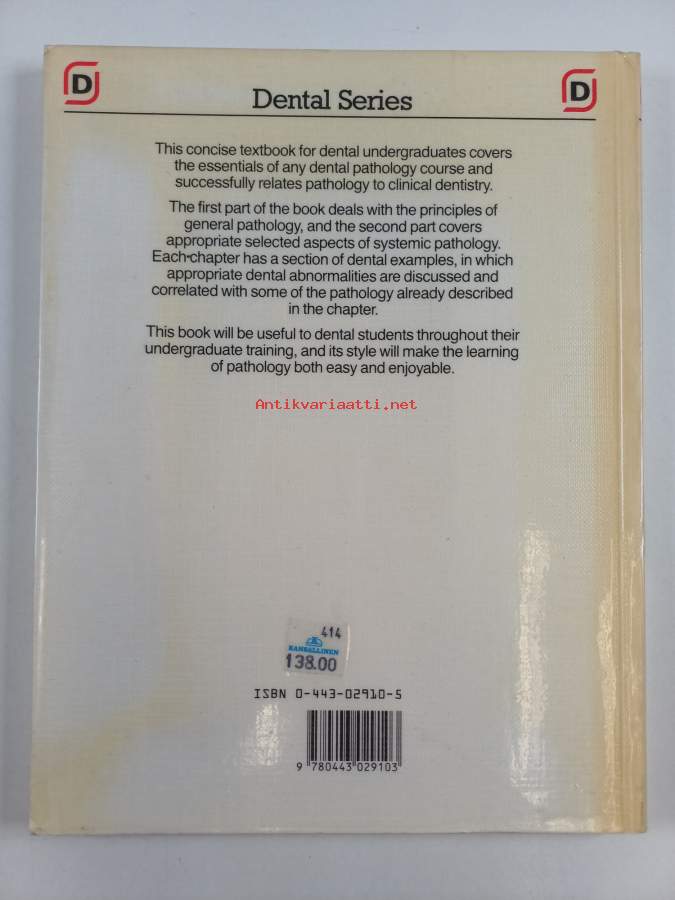 D
Dental Series
D
This concise textbook for dental undergraduates covers
the essentials of any dental pathology course and
successfully relates pathology to clinical dentistry.
The first part of the book deals with the principles of
general pathology, and the second part covers
appropriate selected aspects of systemic pathology.
Each chapter has a section of dental examples, in which
appropriate dental abnormalities are discussed and
correlated with some of the pathology already described
in the chapter.
This book will be useful to dental students throughout their
undergraduate training, and its style will make the learning
of pathology both easy and enjoyable.
Antikvariaatti.net
414
KANSALLINEN
138.00
ISBN 0-443-02910-5
9 780443 029103